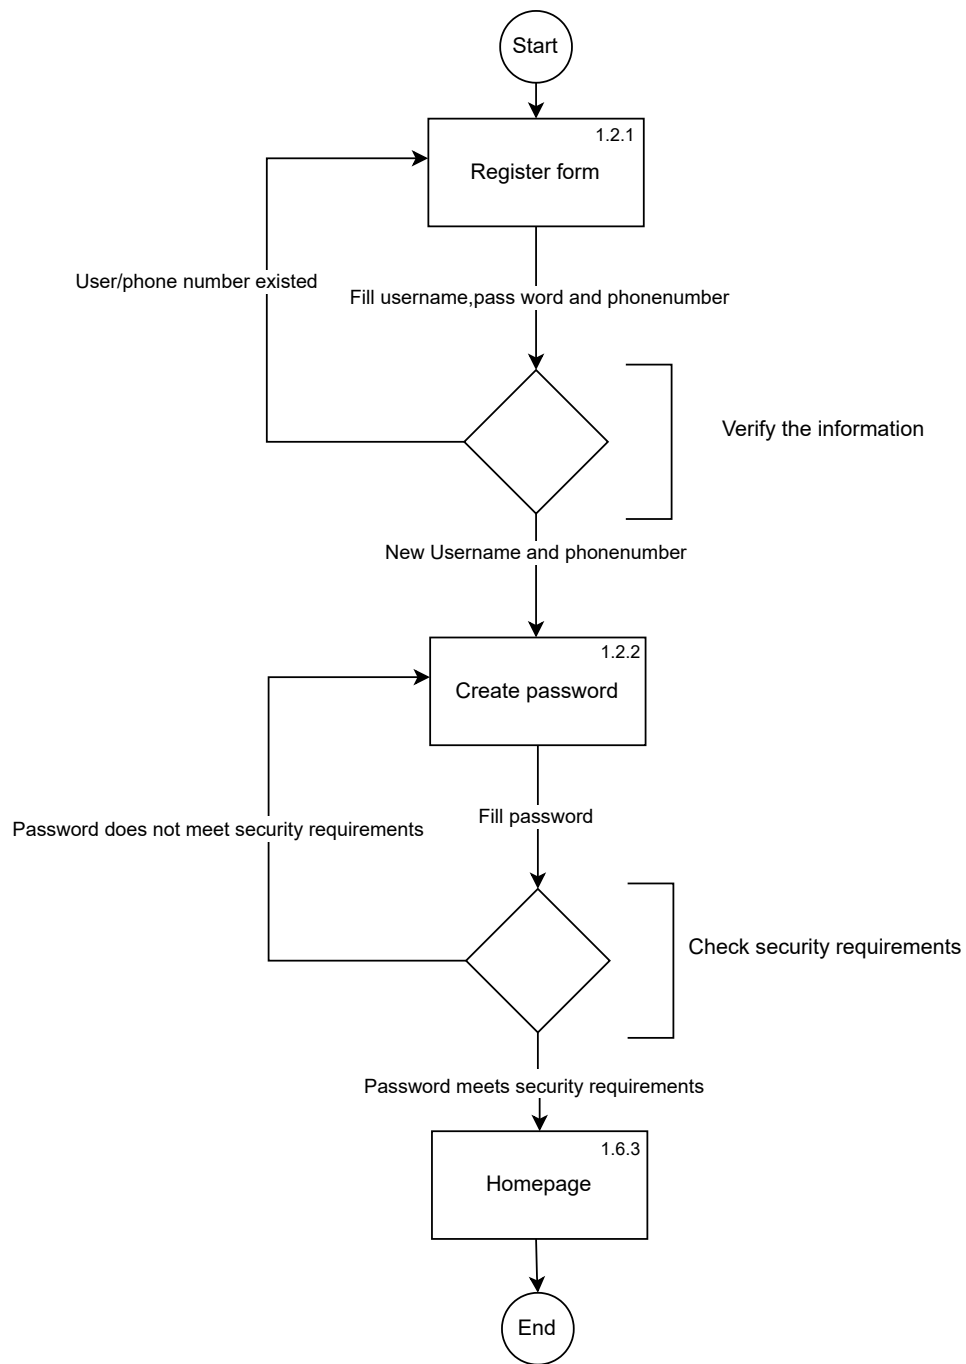 Start
1.2.1
Register form
User/phone number existed
Fill username,pass word and phonenumber
Verify the information
New Username and phonenumber
1.2.2
Create password
Fill password
Password does not meet security requirements
Check security requirements
Password meets security requirements
1.6.3
Homepage
End